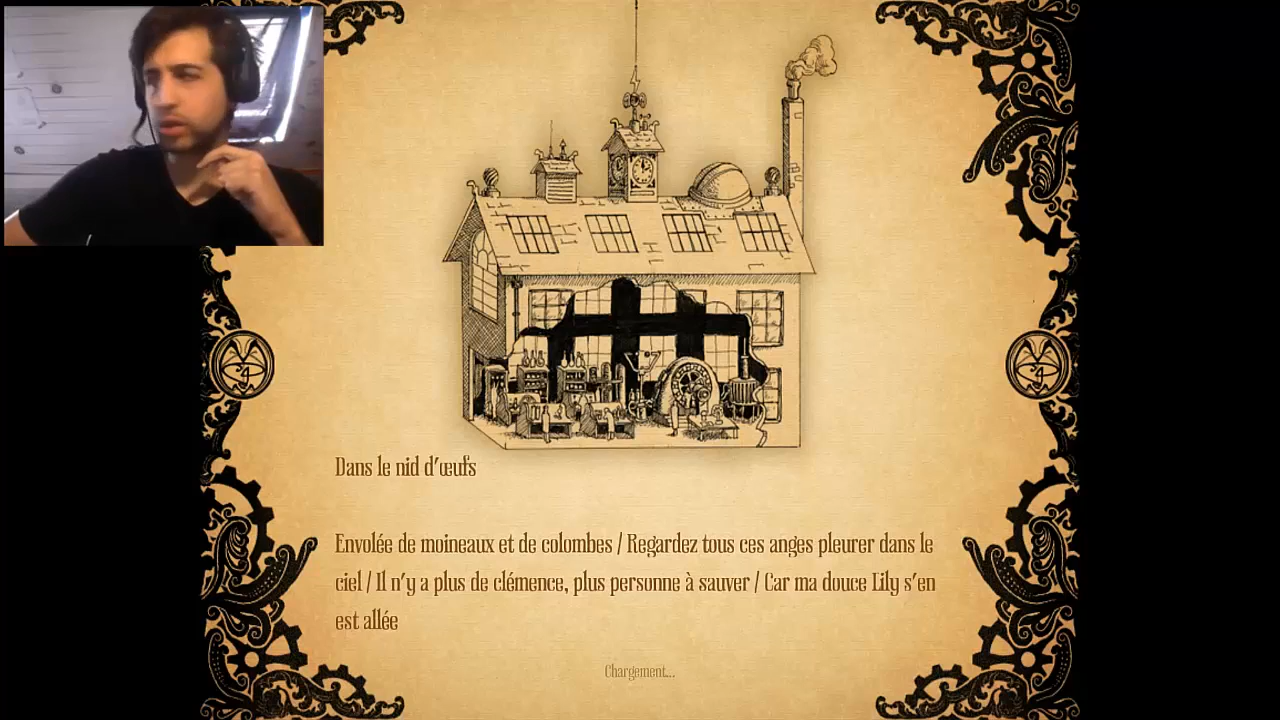 Dans le nid d'œufs
Envolée de moineaux et de colombes / Regardez tous ces anges pleurer dans le
ciel / Il n'y a plus de clémence, plus personne à sauver / Car ma douce Lily s'en
est allée
Chargement...